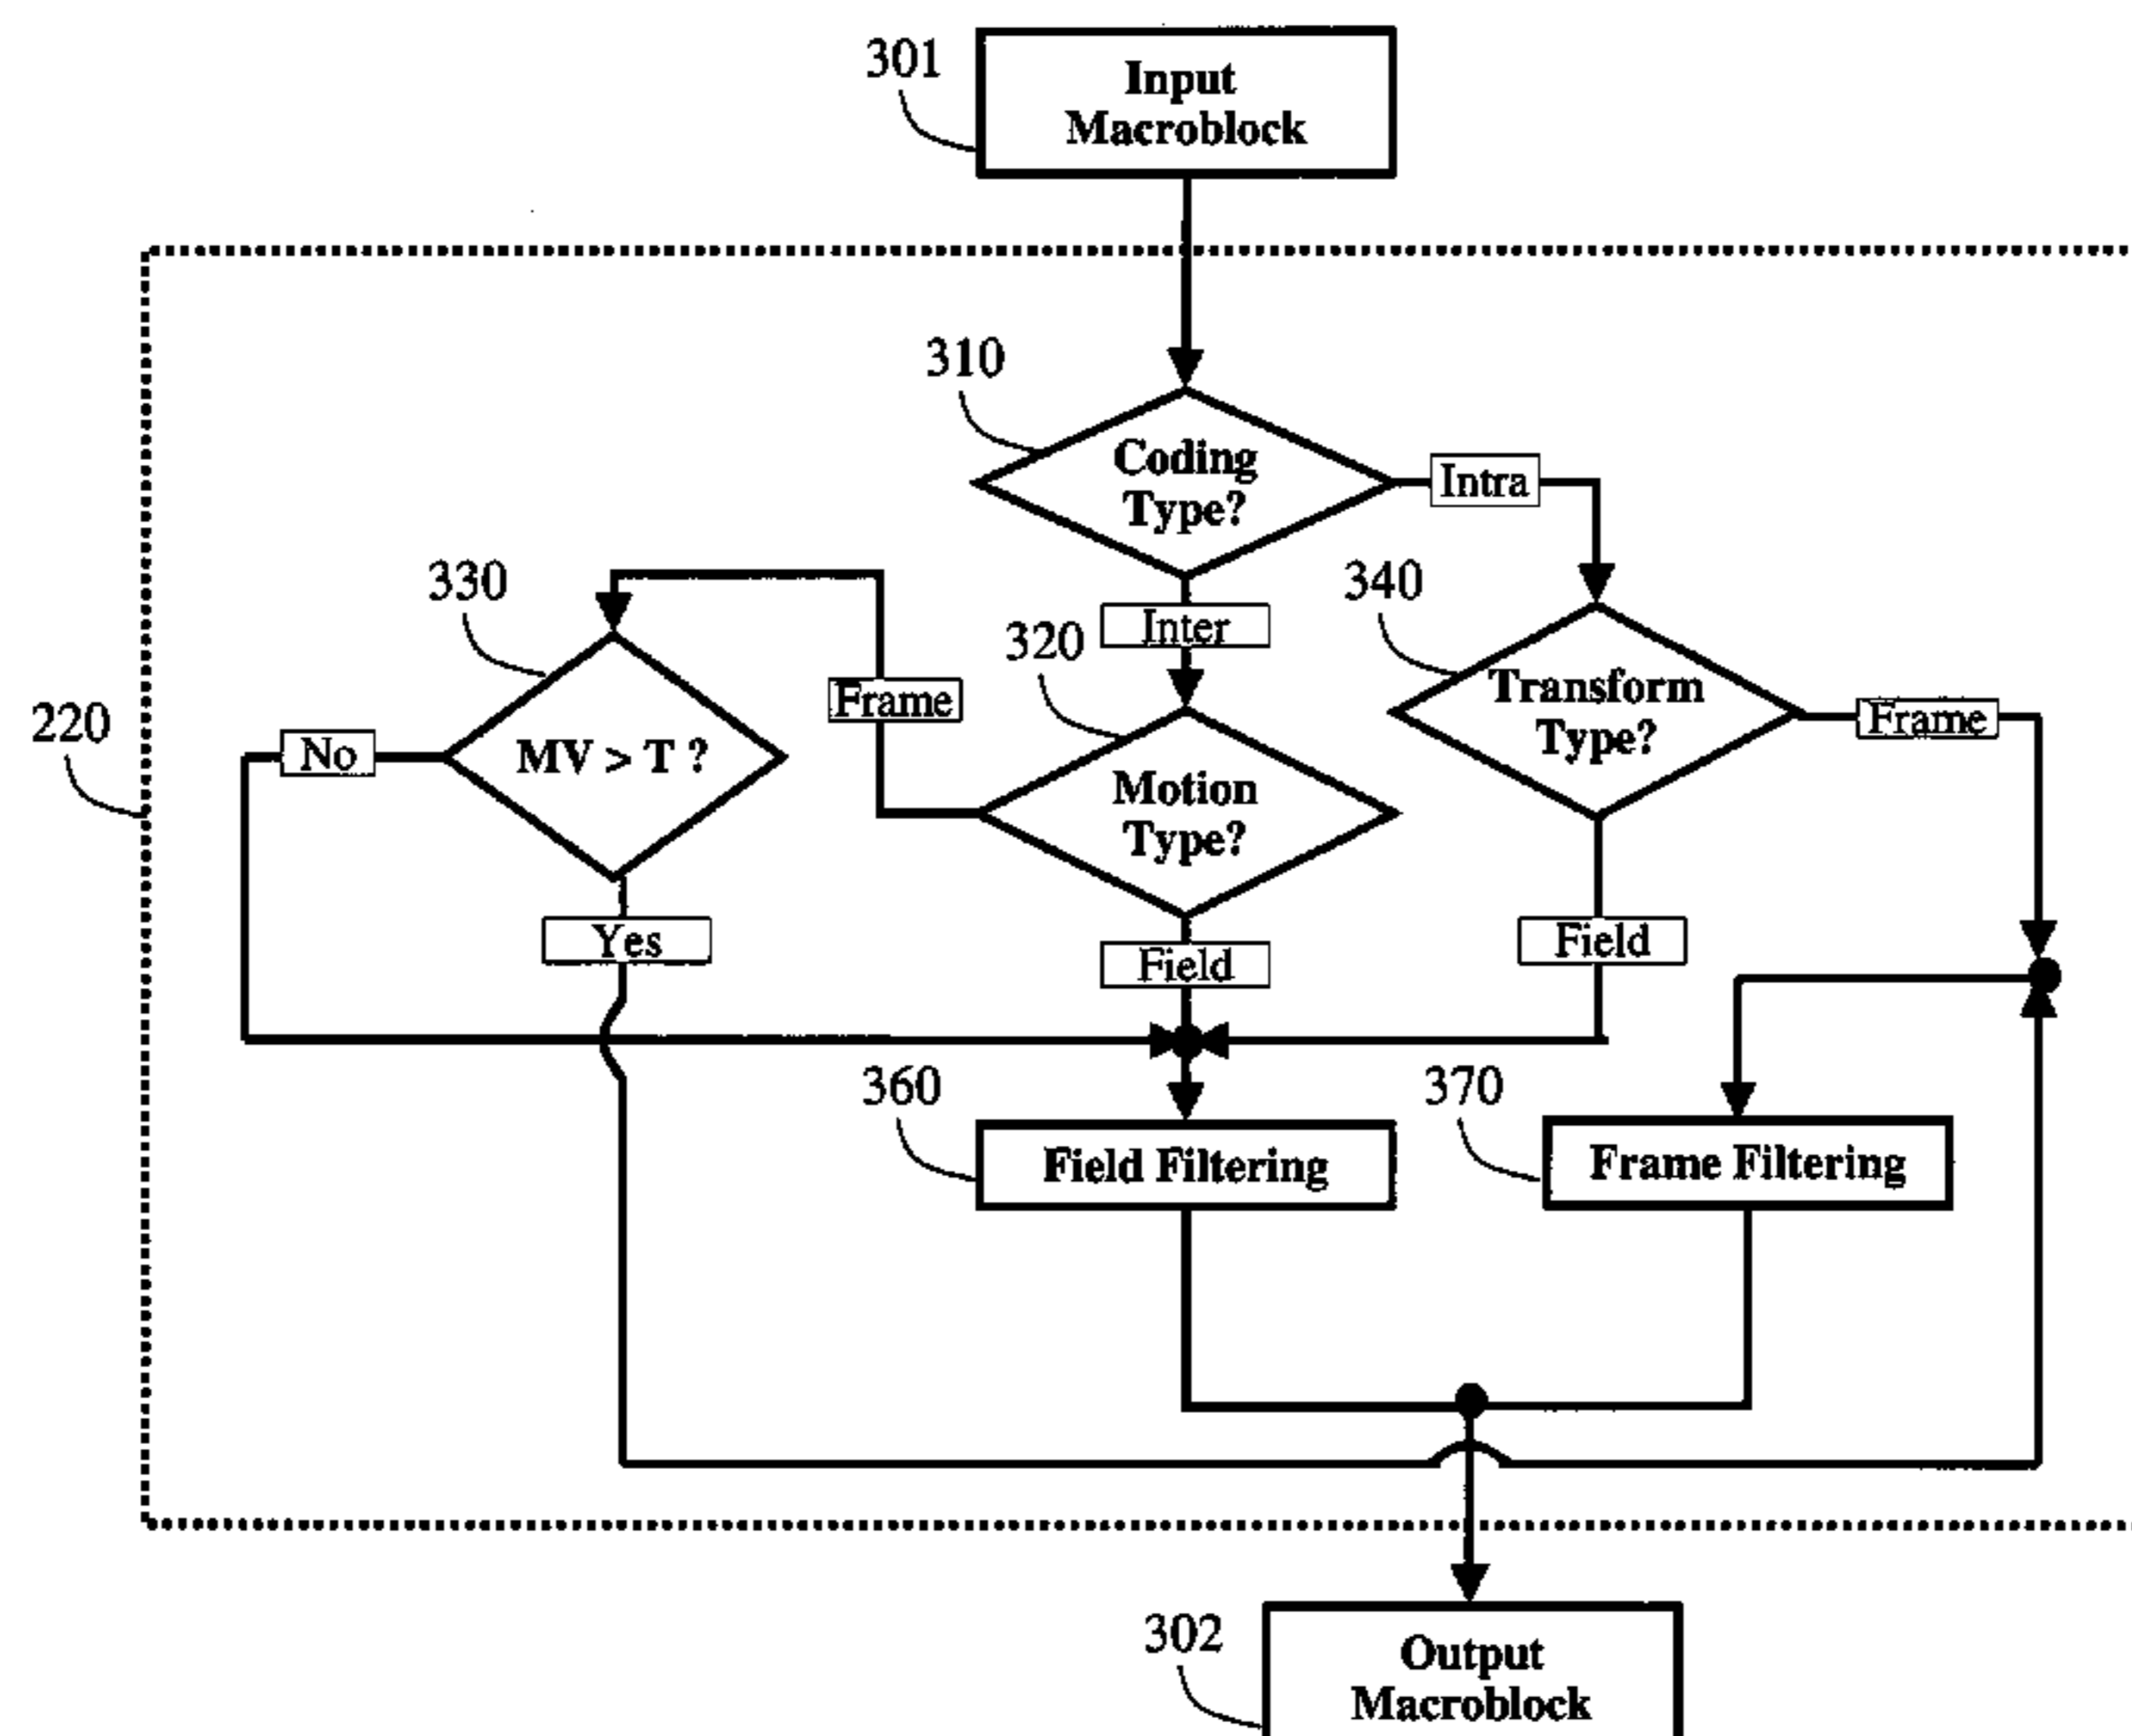 301
Input
Macroblock
310
Coding
Type?
Intra
330
340
320
Inter
Frame
Transform
Type?
Frame
220
No
MV > T ?
Motion
Type?
Yes
Field
Field
360
370
Field Filtering
Frame Filtering
302
Output
Macroblock